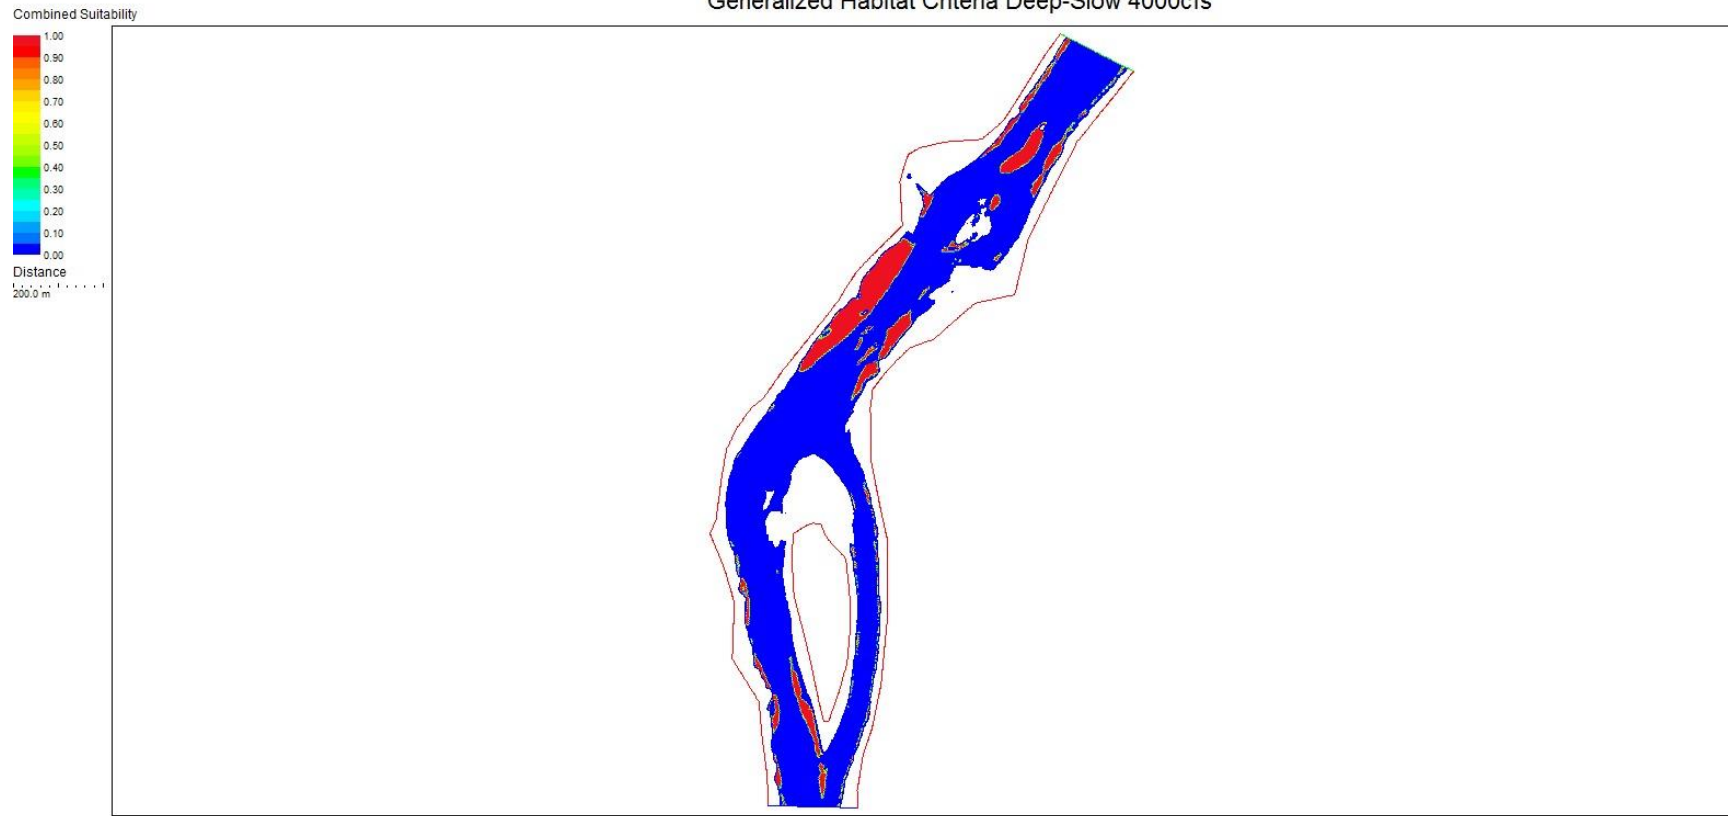 Generalized Habitat Criteria Deep-Slow 4000cfs
Combined Suitability
1.00
0.90
0.80
0.70
0.60
0.50
0.40
0.30
0.20
0.10
0.00
Distance
200.0 m